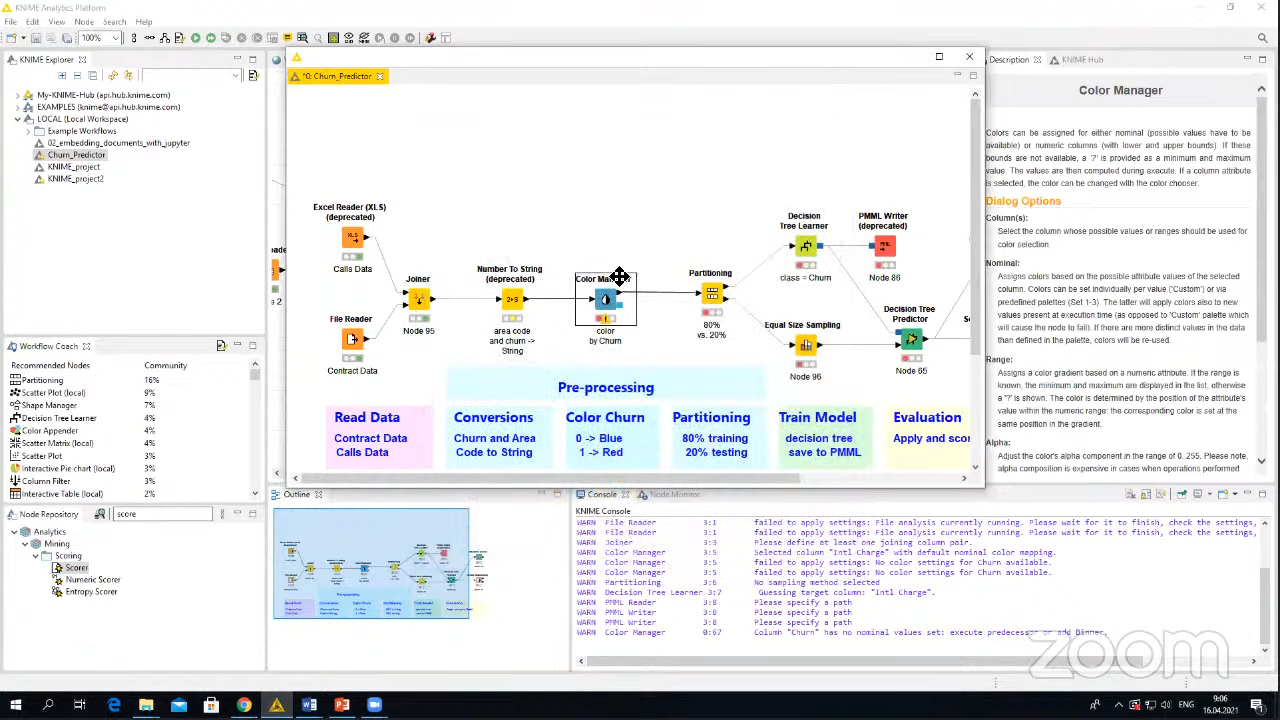 KNIME Analytics Platform
File Edit View Node Search Help
100%
KNIME Explorer
My-KNIME-Hub (api.hub.knime.com)
EXAMPLES (knime@api.hub.knime.com)
LOCAL (Local Workspace)
Example Workflows
02_embedding_documents_with_jupyter
Churn_Predictor
KNIME_project
KNIME_project2
Workflow Coach
Recommended Nodes Community
Partitioning 16%
Scatter Plot (local) 9%
Shape Manager 4%
Decision Tree Learner 4%
Color Appender 4%
Scatter Matrix (local) 4%
Scatter Plot 3%
Interactive Pie chart (local) 3%
Column Filter 3%
Interactive Table (local) 2%
Node Repository
score
Analytics
Mining
Scoring
Scorer
Numeric Scorer
Entropy Scorer
*0: Churn_Predictor
Excel Reader (XLS)
(deprecated)
XLS
Calls Data
File Reader
Contract Data
Joiner
Node 95
Number To String
(deprecated)
2»S
area code
and churn ->
String
color
by Churn
Partitioning
80%
vs. 20%
Decision
Tree Learner
class = Churn
PMML Writer
(deprecated)
Node 86
Equal Size Sampling
Node 96
Decision Tree
Predictor
Node 65
Pre-processing
Read Data
Contract Data
Calls Data
Conversions
Churn and Area
Code to String
Color Churn
0 -> Blue
1 -> Red
Partitioning
80% training
20% testing
Train Model
decision tree
save to PMML
Evaluation
Apply and scor
Description
KNIME Hub
Color Manager
Colors can be assigned for either nominal (possible values have to be
available) or numeric columns (with lower and upper bounds). If these
bounds are not available, a '?' is provided as a minimum and maximum
value. The values are then computed during execute. If a column attribute
is selected, the color can be changed with the color chooser.
Dialog Options
Column(s):
Select the column whose possible values or ranges should be used for
color selection.
Nominal:
Assigns colors based on the possible attribute values of the selected
column. Colors can be set individually per value ('Custom') or via
predefined palettes (Set 1-3). The latter will apply colors also to new
values present at execution time (as opposed to 'Custom' palette which
will cause the node to fail). If there are more distinct values in the data
than defined in the palette, colors will be re-used.
Range:
Assigns a color gradient based on a numeric attribute. If the range is
known, the minimum and maximum are displayed in the list, otherwise
a "?" is shown. The color is determined by the position of the attribute's
value within the numeric range: the corresponding color is set at the
same position in the gradient.
Alpha:
Adjust the color's alpha component in the range of 0..255. Please note,
alpha composition is expensive in cases when operations performed
Outline
Console
Node Monitor
KNIME Console
WARN File Reader 3:1 failed to apply settings: File analysis currently running. Please wait for it to finish, check the settings,
WARN File Reader 3:1 failed to apply settings: File analysis currently running. Please wait for it to finish, check the settings,
WARN Joiner 3:3 Please define at least one joining column pair.
WARN Color Manager 3:5 Selected column "Intl Charge" with default nominal color mapping.
WARN Color Manager 3:5 failed to apply settings: No color settings for Churn available.
WARN Color Manager 3:5 failed to apply settings: No color settings for Churn available.
WARN Partitioning 3:6 No sampling method selected
WARN Decision Tree Learner 3:7 Guessing target column: "Intl Charge".
WARN PMML Reader 3:8 Please specify a path
WARN PMML Writer 3:8 Please specify a path
WARN PMML Writer 3:8 Please specify a path
WARN Color Manager 0:67 Column "Churn" has no nominal values set: execute predecessor or add Binner.
zoom
ENG
9:06
16.04.2021